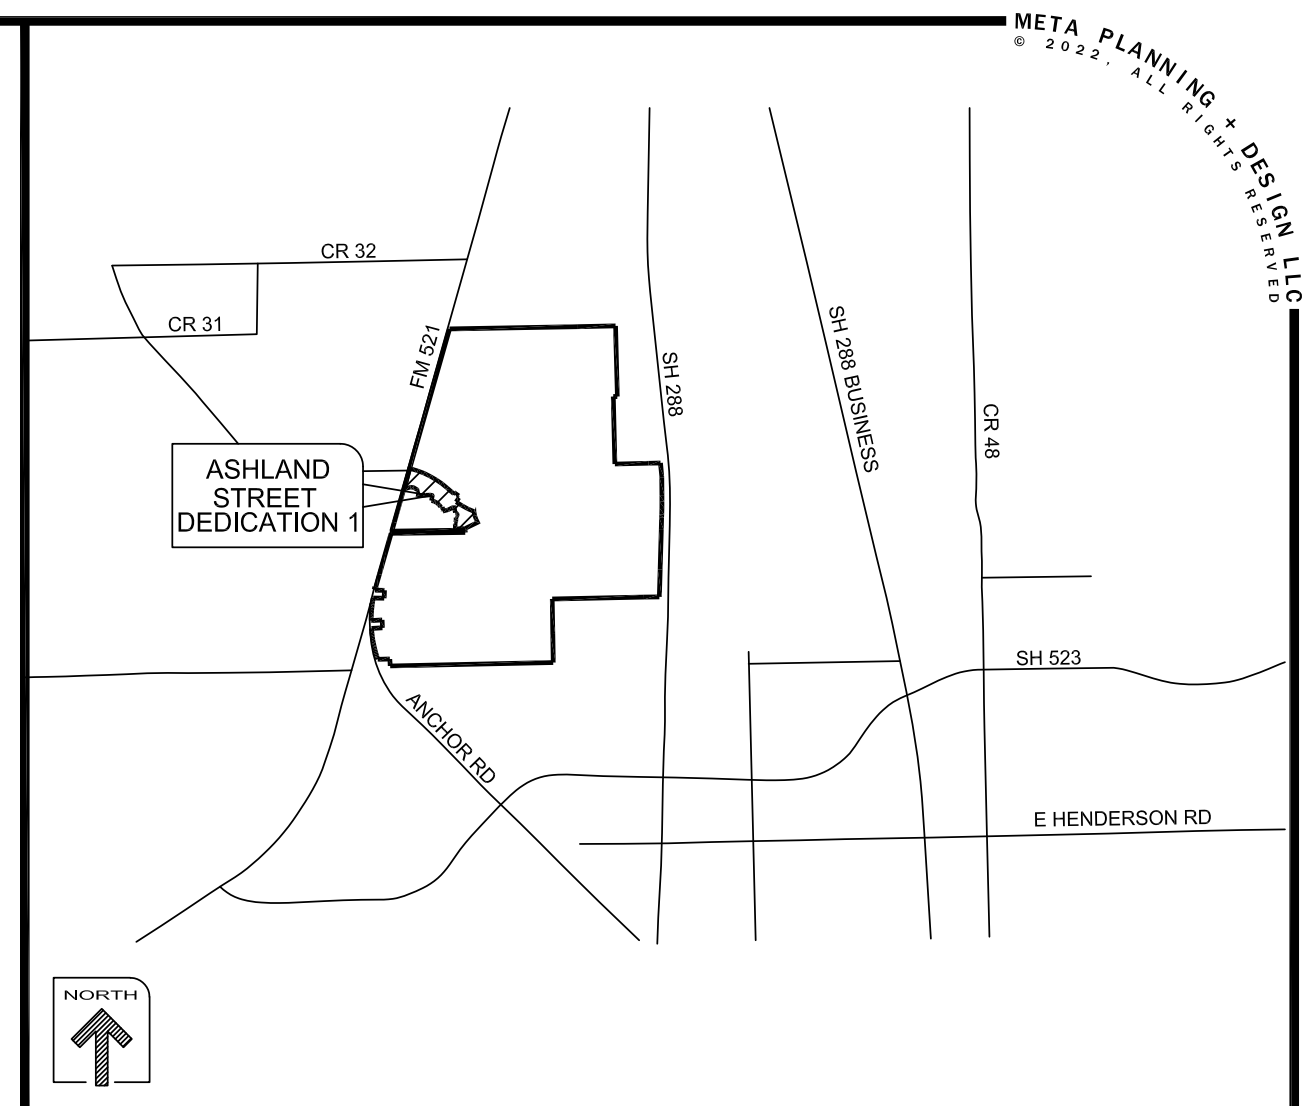 META PLANNING + DESIGN LLC
© 2022, ALL RIGHTS RESERVED
CR 32
CR 31
FM 521
SH 288
SH 288 BUSINESS
CR 48
ASHLAND
STREET
DEDICATION 1
SH 523
ANCHOR RD
E HENDERSON RD
NORTH